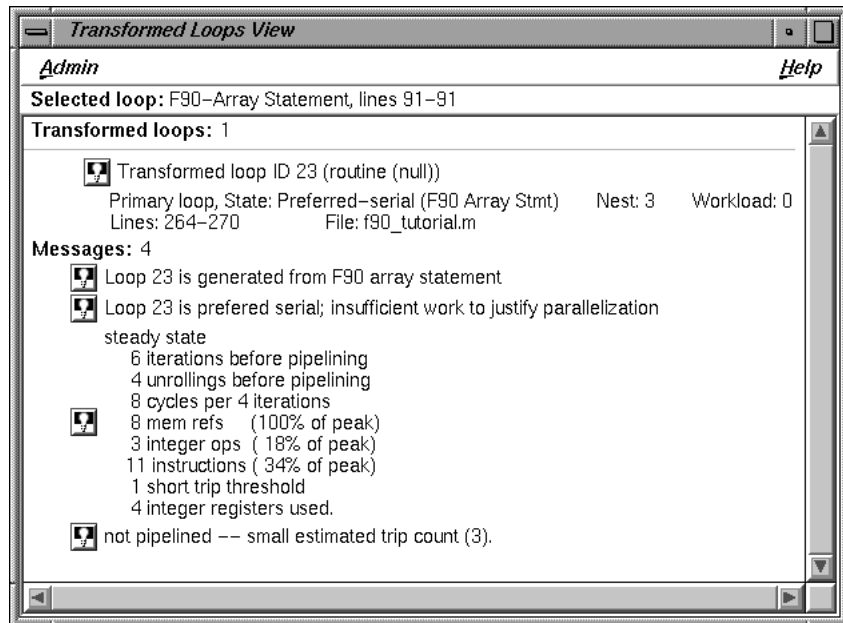 Transformed Loops View
Admin Help
Selected loop: F90-Array Statement, lines 91-91
Transformed loops: 1
Transformed loop ID 23 (routine (null))
Primary loop, State: Preferred-serial (F90 Array Stmt) Nest: 3 Workload: 0
Lines: 264-270 File: f90_tutorial.m
Messages: 4
Loop 23 is generated from F90 array statement
Loop 23 is prefered serial; insufficient work to justify parallelization
steady state
6 iterations before pipelining
4 unrollings before pipelining
8 cycles per 4 iterations
8 mem refs (100% of peak)
3 integer ops ( 18% of peak)
11 instructions ( 34% of peak)
1 short trip threshold
4 integer registers used.
not pipelined -- small estimated trip count (3).